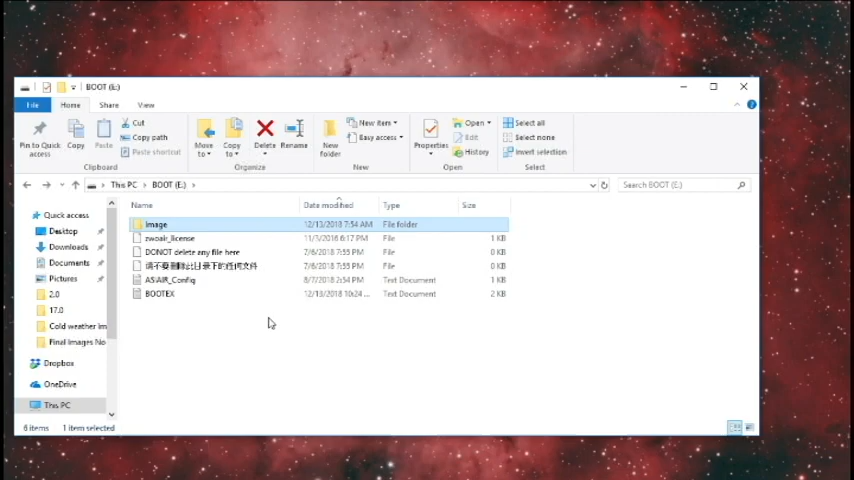 BOOT (E:)
File Home Share View
Pin to Quick access
Copy
Paste
Cut
Copy path
Paste shortcut
Clipboard
Move to
Copy to
Delete
Rename
Organize
New folder
New item
Easy access
New
Properties
Open
Edit
History
Open
Select all
Select none
Invert selection
Select
This PC > BOOT (E:) >
Search BOOT (E:)
Name Date modified Type Size
Image 12/13/2018 7:54 AM File folder
zwoair_license 11/3/2016 6:17 PM File 1 KB
DONOT delete any file here 7/6/2018 7:55 PM File 0 KB
请不要删除此目录下的任何文件 7/6/2018 7:55 PM File 0 KB
ASIAIR_Config 8/7/2018 2:54 PM Text Document 1 KB
BOOTEX 12/13/2018 10:24 ... Text Document 2 KB
Quick access
Desktop
Downloads
Documents
Pictures
2.0
17.0
Cold weather im
Final Images No
Dropbox
OneDrive
This PC
6 items 1 item selected